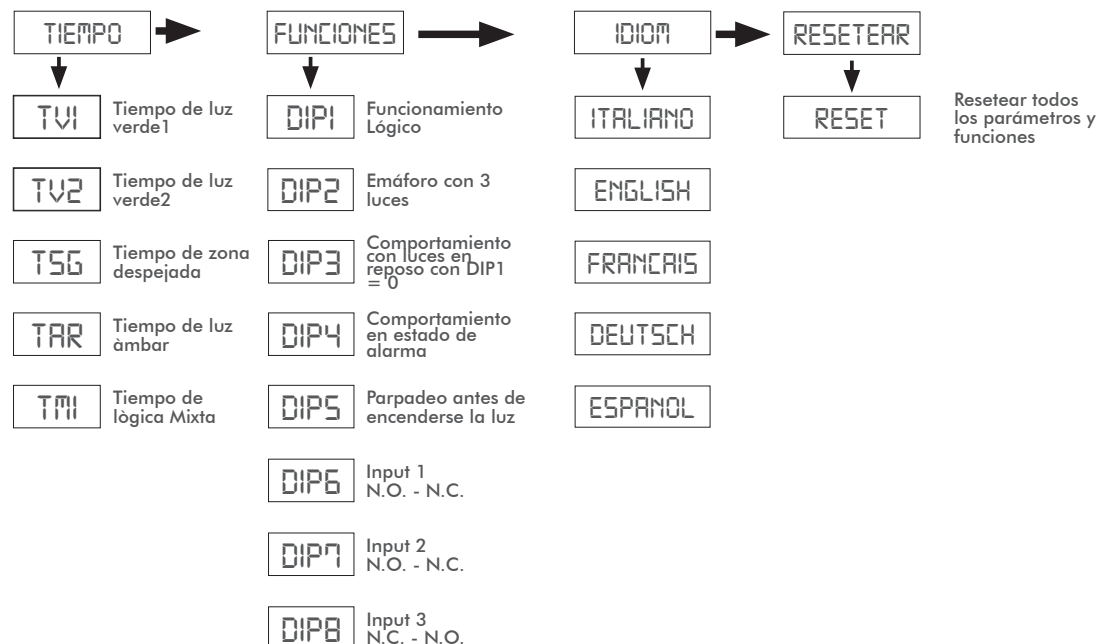 TIEMPO
FUNCIONES
IDIOM
RESETEAR
TV1
Tiempo de luz
verde1
TV2
Tiempo de luz
verde2
TSG
Tiempo de zona
despejada
TAR
Tiempo de luz
àmbar
TM1
Tiempo de
lògica Mixta
DIP1
Funcionamiento
Lógico
DIP2
Emáforo con 3
luces
DIP3
Comportamiento
con luces en
reposo con DIP1
= 0
DIP4
Comportamiento
en estado de
alarma
DIP5
Parpadeo antes de
encenderse la luz
DIP6
Input 1
N.O. - N.C.
DIP7
Input 2
N.O. - N.C.
DIP8
Input 3
N.C. - N.O.
ITALIANO
ENGLISH
FRANCAIS
DEUTSCH
ESPANOL
RESET
Resetear todos
los parámetros y
funciones